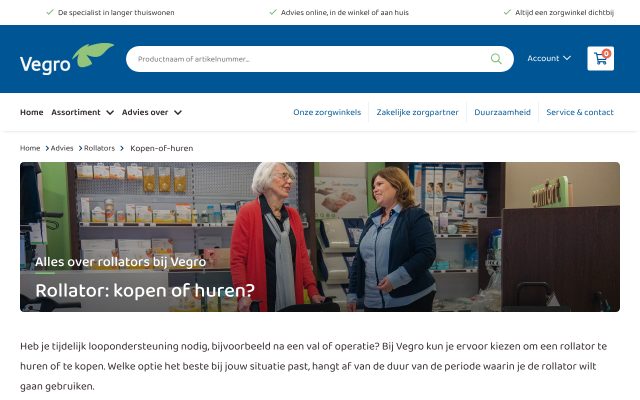 De specialist in langer thuiswonen
Advies online, in de winkel of aan huis
Altijd een zorgwinkel dichtbij
Vegro
Productnaam of artikelnummer...
Account
0
Home Assortiment Advies over
Onze zorgwinkels Zakelijke zorgpartner Duurzaamheid Service & contact
Home Advies Rollators Kopen-of-huren
comfort
Alles over rollators bij Vegro
Rollator: kopen of huren?
Heb je tijdelijk loopondersteuning nodig, bijvoorbeeld na een val of operatie? Bij Vegro kun je ervoor kiezen om een rollator te
huren of te kopen. Welke optie het beste bij jouw situatie past, hangt af van de duur van de periode waarin je de rollator wilt
gaan gebruiken.